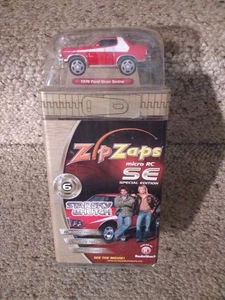 1976 Ford Gran Torino
ZipZaps
micro RC
SE
SPECIAL EDITION
6
STARSKY
& HUTCH
SEE THE MOVIE!
RadioShack